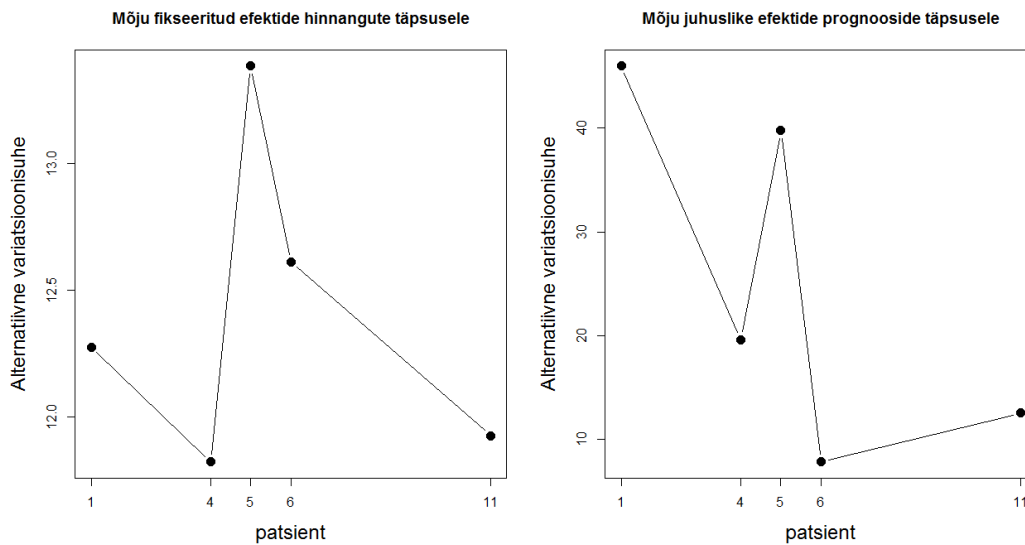 Mõju fikseeritud efektide hinnangute täpsusele
Alternatiivne variatsioonisuhe
13.0
12.5
12.0
1 4 5 6 11
patsient
Mõju juhuslike efektide prognooside täpsusele
Alternatiivne variatsioonisuhe
40
30
20
10
1 4 5 6 11
patsient